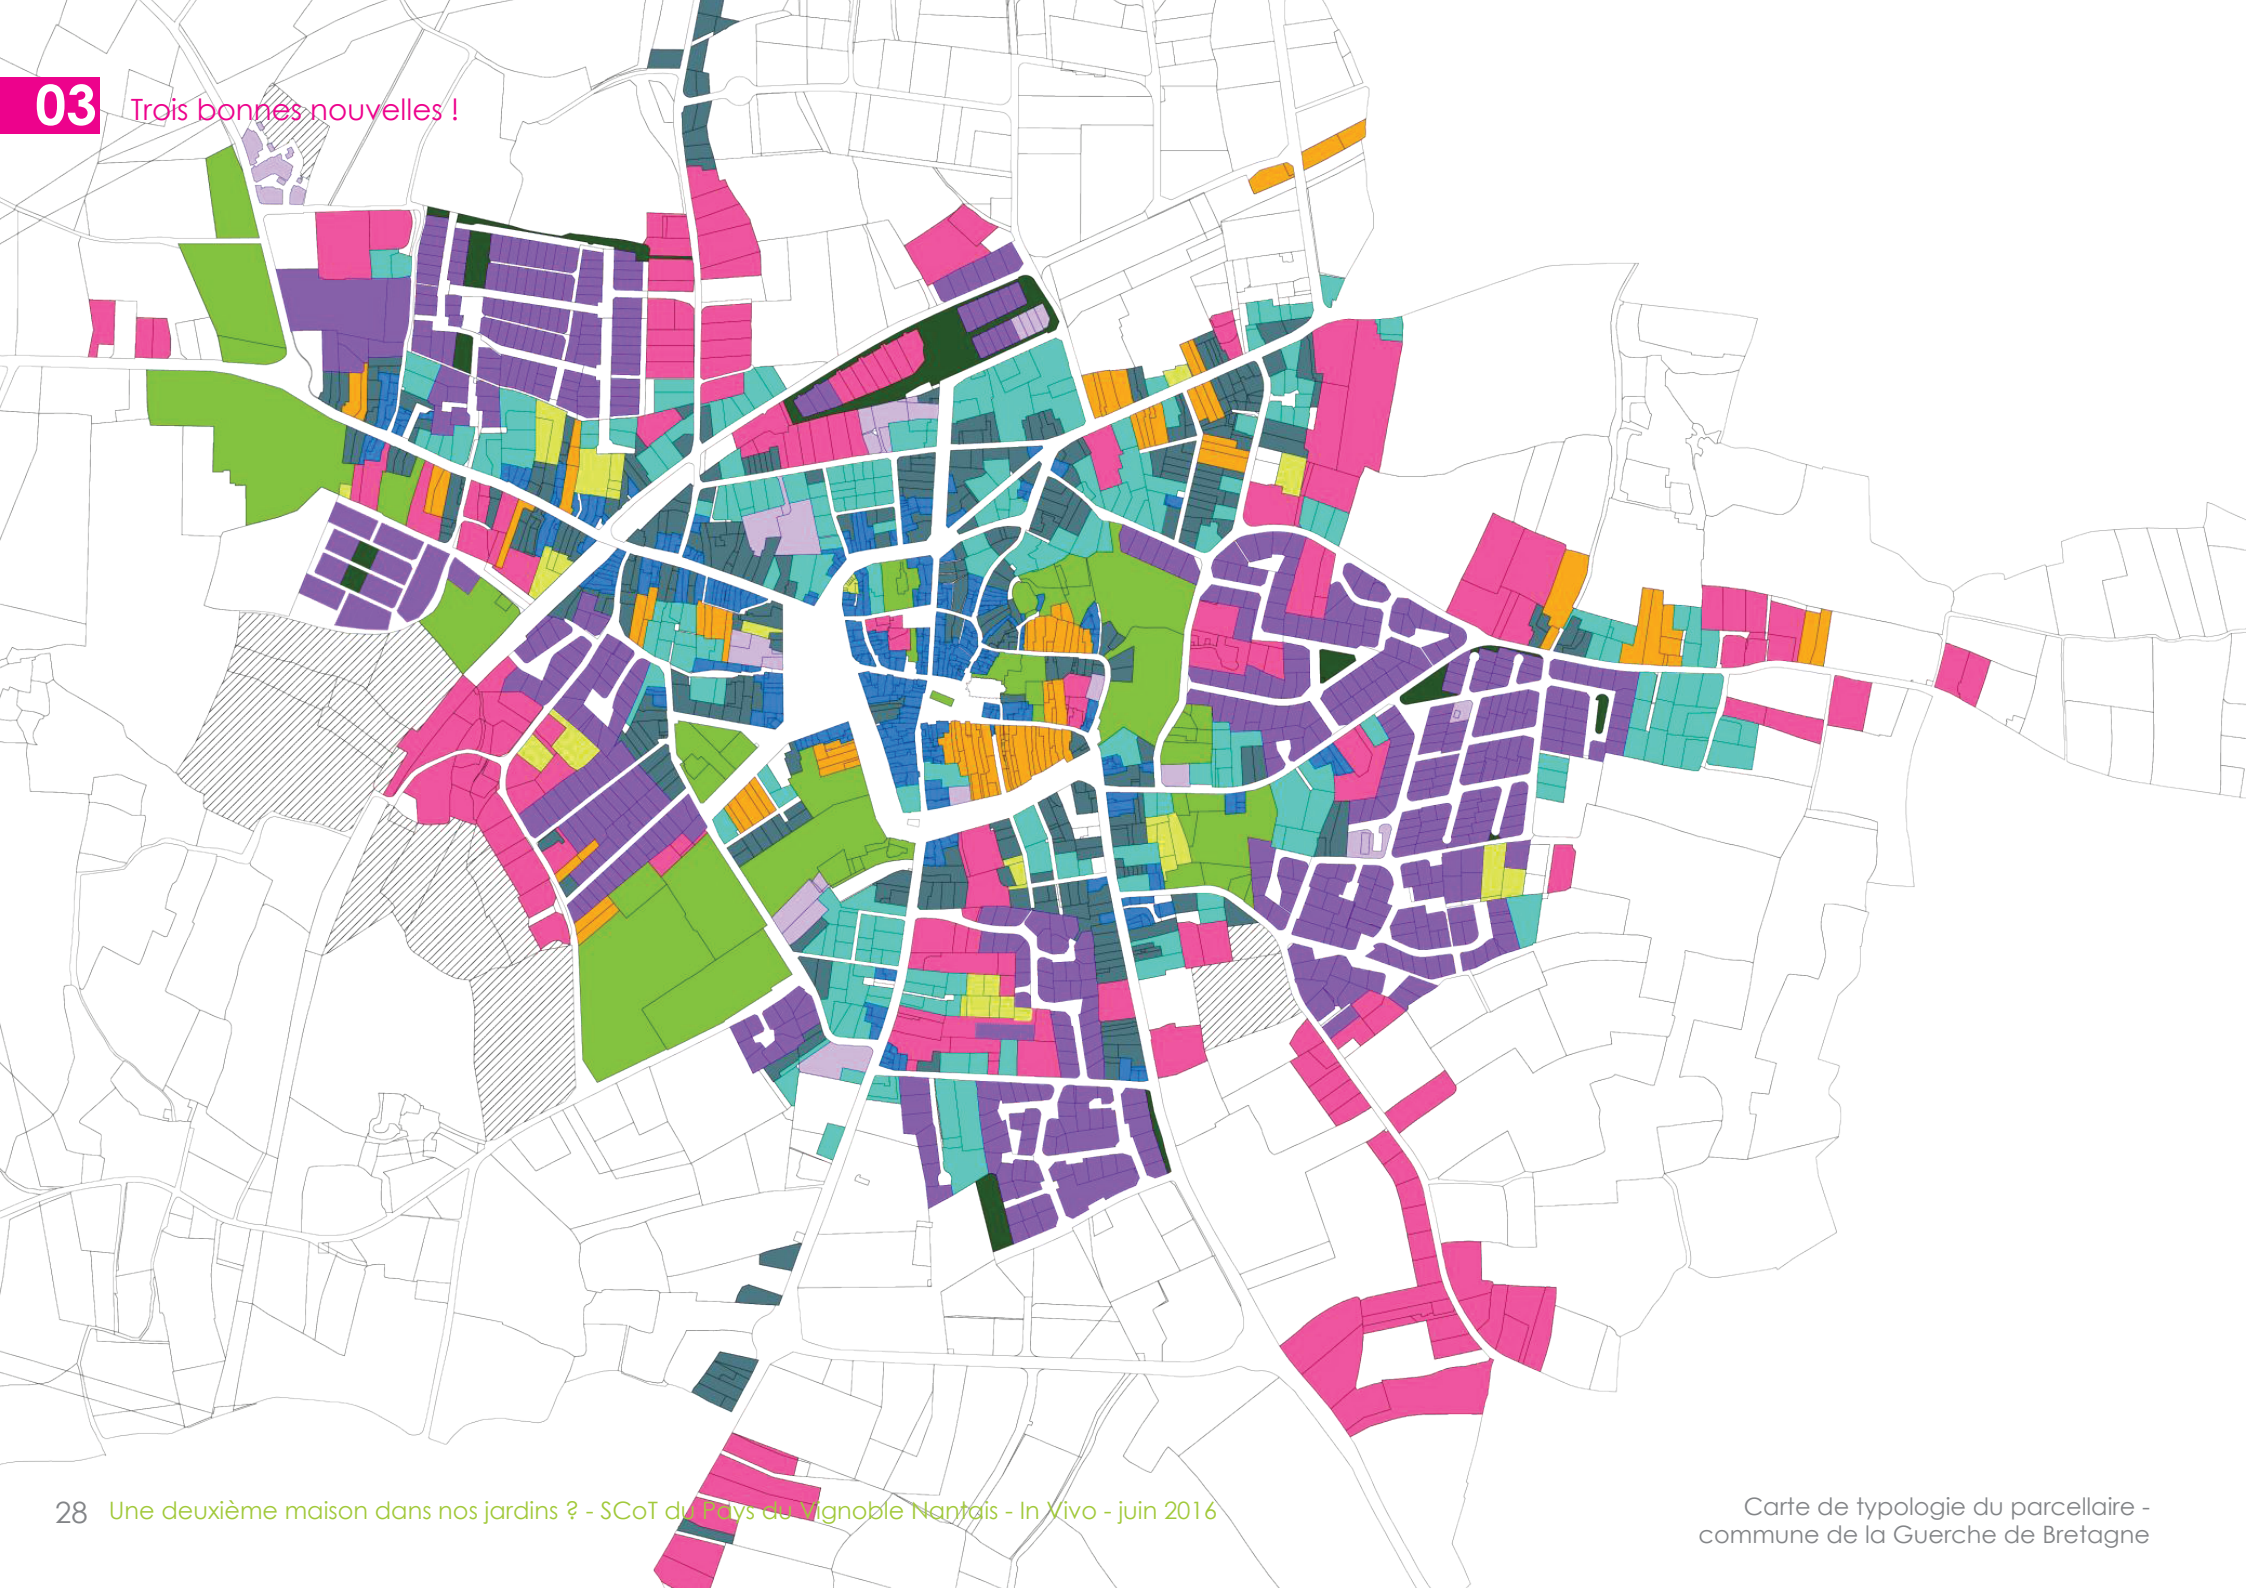 03
Trois bonnes nouvelles !
28 Une deuxième maison dans nos jardins ? - SCoT du Pays du Vignoble Nantais - In Vivo - juin 2016
Carte de typologie du parcellaire -
commune de la Guerche de Bretagne